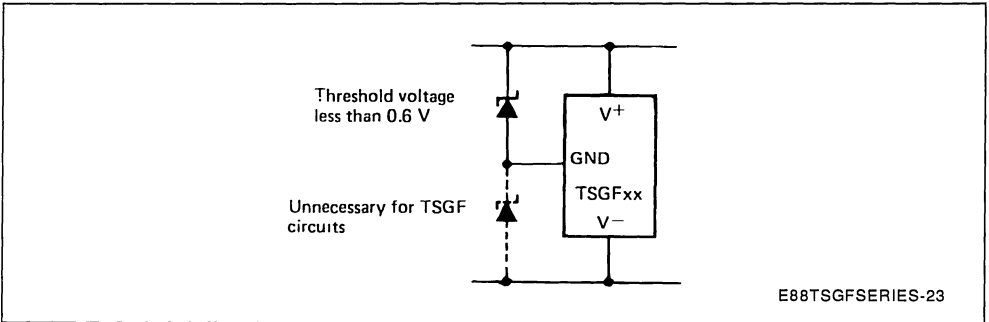 Threshold voltage
less than 0.6 V
V+
GND
TSGFxx
V−
Unnecessary for TSGF
circuits
E88TSGFSERIES-23